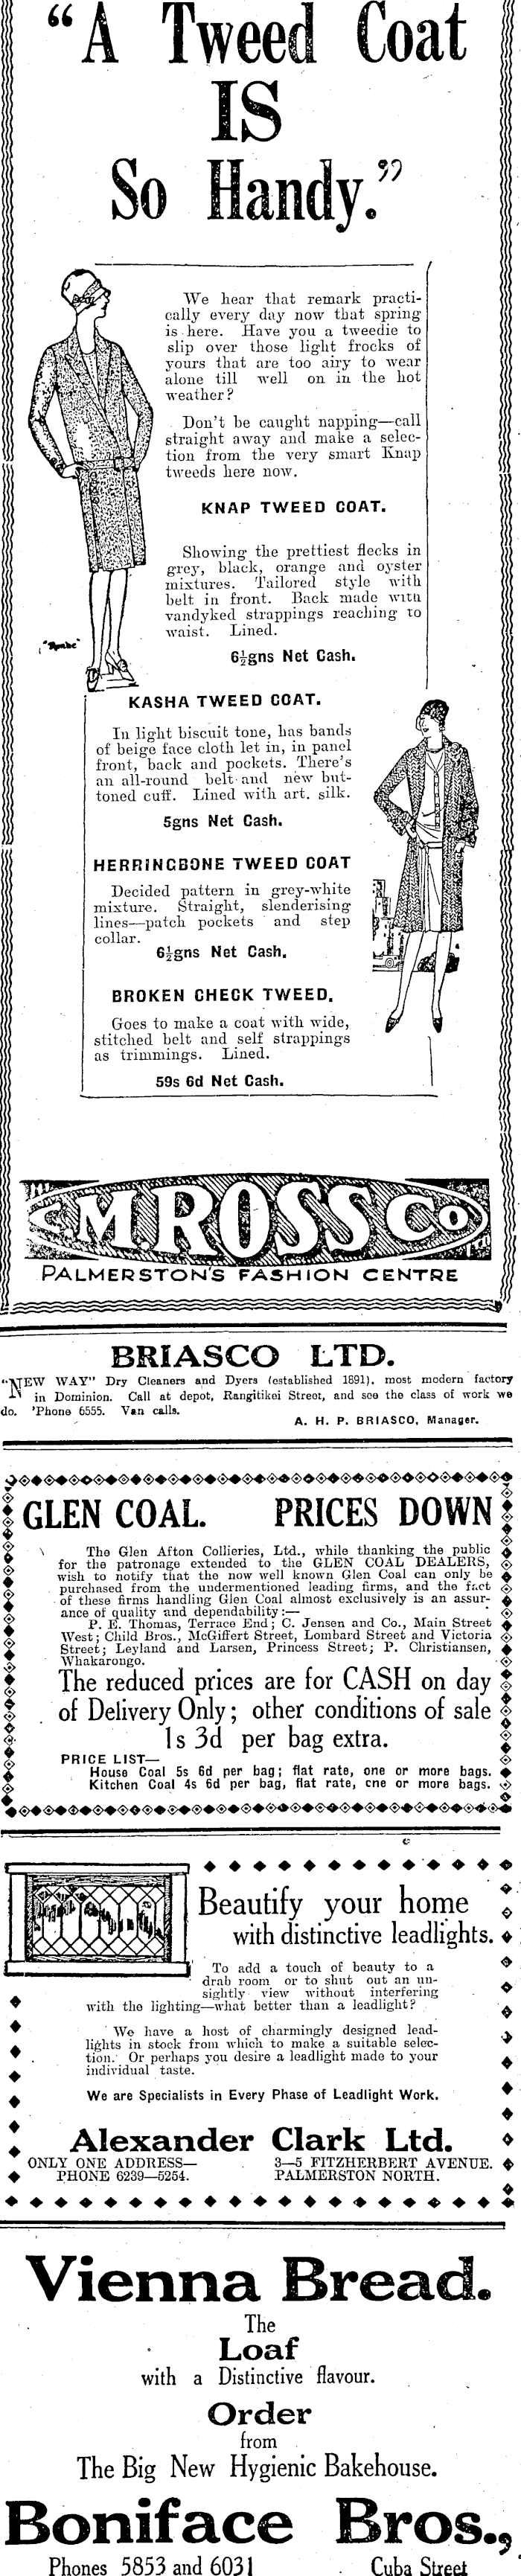 "A Tweed Coat
IS
So Handy."
We hear that remark practi-
cally every day now that spring
is here. Have you a tweedie to
slip over those light frocks of
yours that are too airy to wear
alone till well on in the hot
weather?
Don't be caught napping—call
straight away and make a selec-
tion from the very smart Knap
tweeds here now.
KNAP TWEED COAT.
Showing the prettiest flecks in
grey, black, orange and oyster
mixtures. Tailored style with
belt in front. Back made with
vandyked strappings reaching to
waist. Lined.
6½gns Net Cash.
KASHA TWEED COAT.
In light biscuit tone, has bands
of beige face cloth let in, in panel
front, back and pockets. There's
an all-round belt and new but-
toned cuff. Lined with art. silk.
5gns Net Cash.
HERRINGBONE TWEED COAT
Decided pattern in grey-white
mixture. Straight, slenderising
lines—patch pockets and step
collar.
6½gns Net Cash.
BROKEN CHECK TWEED.
Goes to make a coat with wide,
stitched belt and self strappings
as trimmings. Lined.
59s 6d Net Cash.
C.M. ROSS Co
PALMERSTON'S FASHION CENTRE
BRIASCO LTD.
"NEW WAY" Dry Cleaners and Dyers (established 1891), most modern factory
in Dominion. Call at depot, Rangitikei Street, and see the class of work we
do. 'Phone 6555. Van calls.
A. H. P. BRIASCO, Manager.
GLEN COAL. PRICES DOWN
The Glen Afton Collieries, Ltd., while thanking the public
for the patronage extended to the GLEN COAL DEALERS,
wish to notify that the now well known Glen Coal can only be
purchased from the undermentioned leading firms, and the fact
of these firms handling Glen Coal almost exclusively is an assur-
ance of quality and dependability:—
P. E. Thomas, Terrace End; C. Jensen and Co., Main Street
West; Child Bros., McGiffert Street, Lombard Street and Victoria
Street; Leyland and Larsen, Princess Street; P. Christiansen,
Whakarongo.
The reduced prices are for CASH on day
of Delivery Only; other conditions of sale
1s 3d per bag extra.
PRICE LIST—
House Coal 5s 6d per bag; flat rate, one or more bags.
Kitchen Coal 4s 6d per bag, flat rate, one or more bags.
Beautify your home
with distinctive leadlights.
To add a touch of beauty to a
drab room or to shut out an un-
sightly view without interfering
with the lighting—what better than a leadlight?
We have a host of charmingly designed lead-
lights in stock from which to make a suitable selec-
tion. Or perhaps you desire a leadlight made to your
individual taste.
We are Specialists in Every Phase of Leadlight Work.
Alexander Clark Ltd.
ONLY ONE ADDRESS— 3—5 FITZHERBERT AVENUE.
PHONE 6239—5254. PALMERSTON NORTH.
Vienna Bread.
The
Loaf
with a Distinctive flavour.
Order
from
The Big New Hygienic Bakehouse.
Boniface Bros.,
Phones 5853 and 6031 Cuba Street